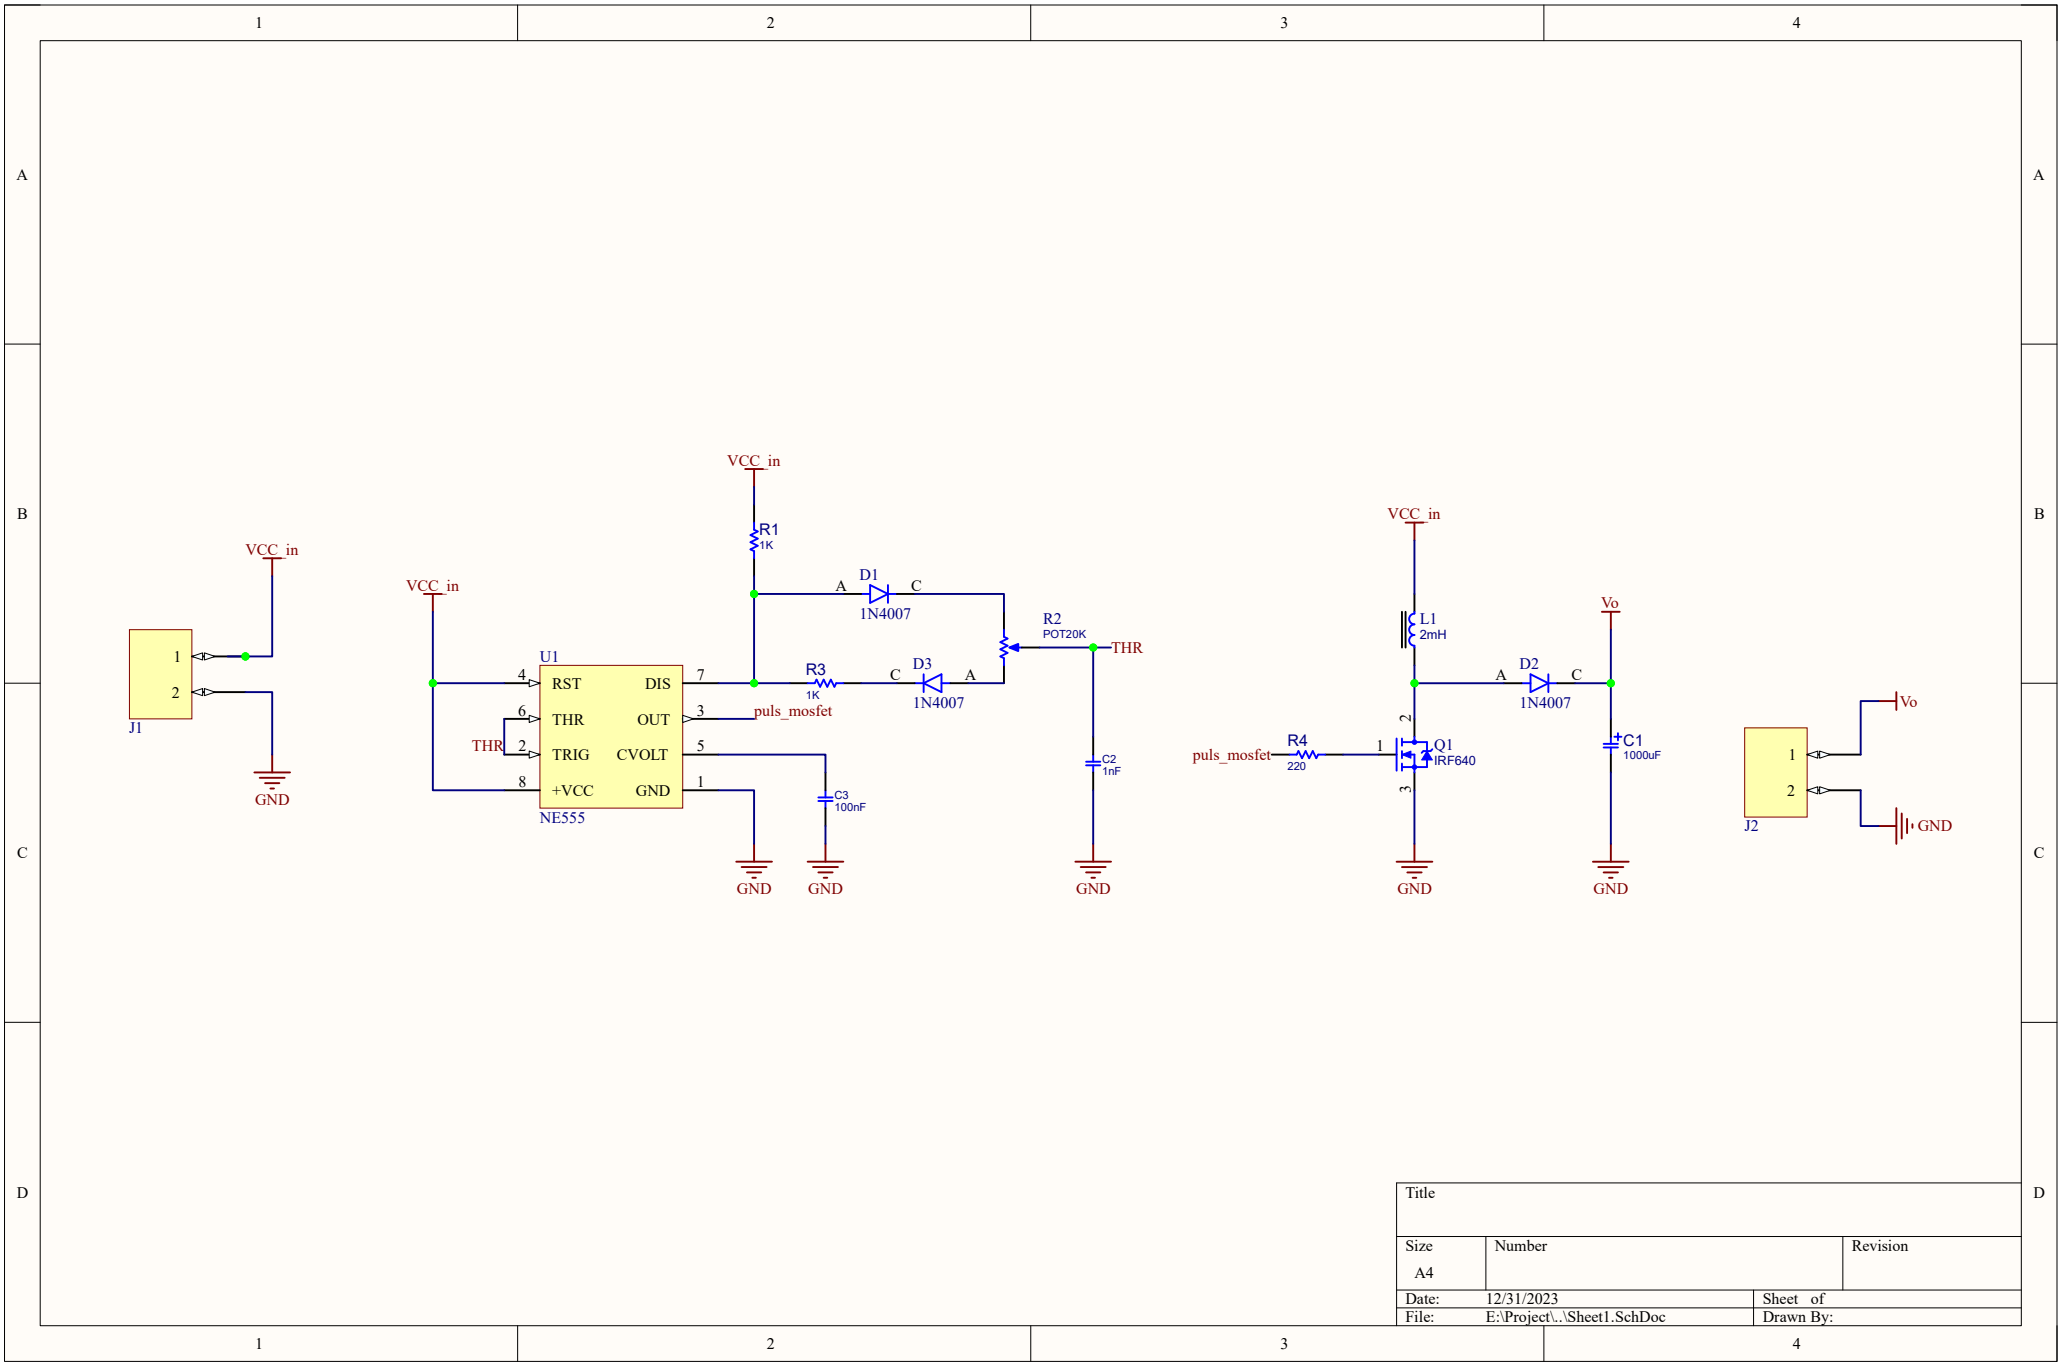 1 2 3 4
A A
VCC_in
R1
1K
VCC_in
B B
VCC_in
VCC_in
D1
A C
1N4007
Vo
R2
POT20K
THR
L1
2mH
1
2
J1
GND
U1
4 RST DIS 7
6 THR OUT 3
THR
2 TRIG CVOLT 5
8 +VCC GND 1
NE555
R3
1K
D3
C A
1N4007
puls_mosfet
C3
100nF
GND
GND
C2
1nF
GND
D2
A C
1N4007
puls_mosfet
R4
220
1
2
3
Q1
IRF640
GND
C1
1000uF
GND
Vo
1
2
J2
GND
C C
D D
Title
Size Number Revision
A4
Date: 12/31/2023 Sheet of
File: E:\Project\..\Sheet1.SchDoc Drawn By:
1 2 3 4